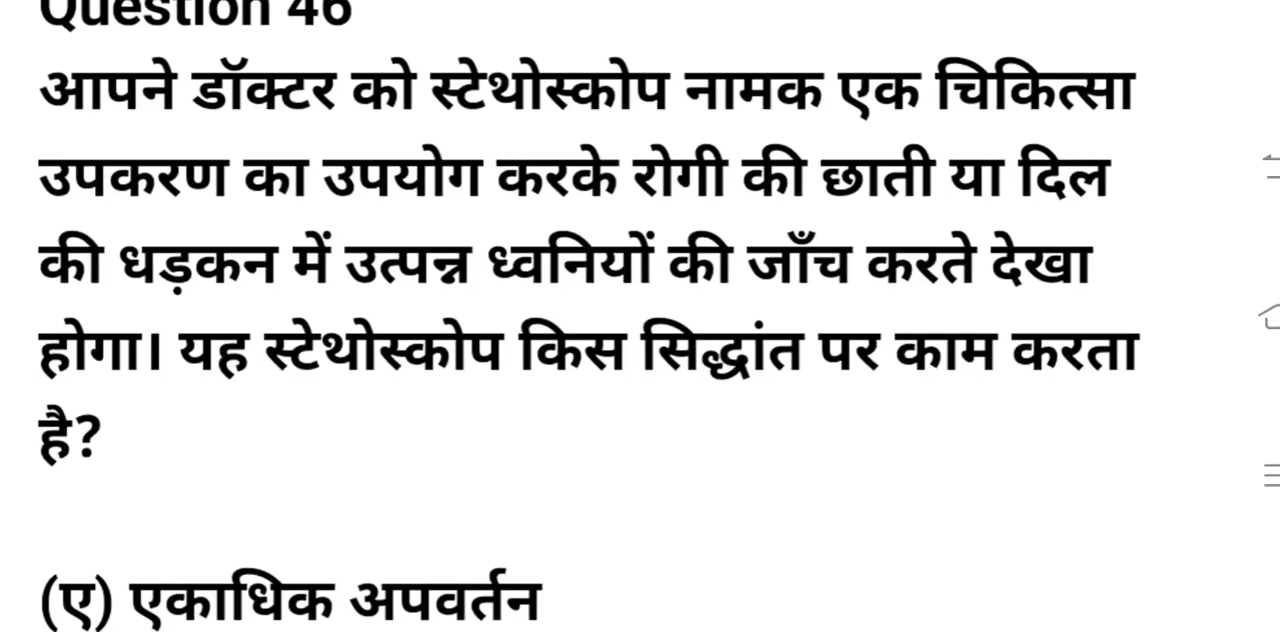 Question 46
आपने डॉक्टर को स्टेथोस्कोप नामक एक चिकित्सा
उपकरण का उपयोग करके रोगी की छाती या दिल
की धड़कन में उत्पन्न ध्वनियों की जाँच करते देखा
होगा। यह स्टेथोस्कोप किस सिद्धांत पर काम करता
है?
(ए) एकाधिक अपवर्तन